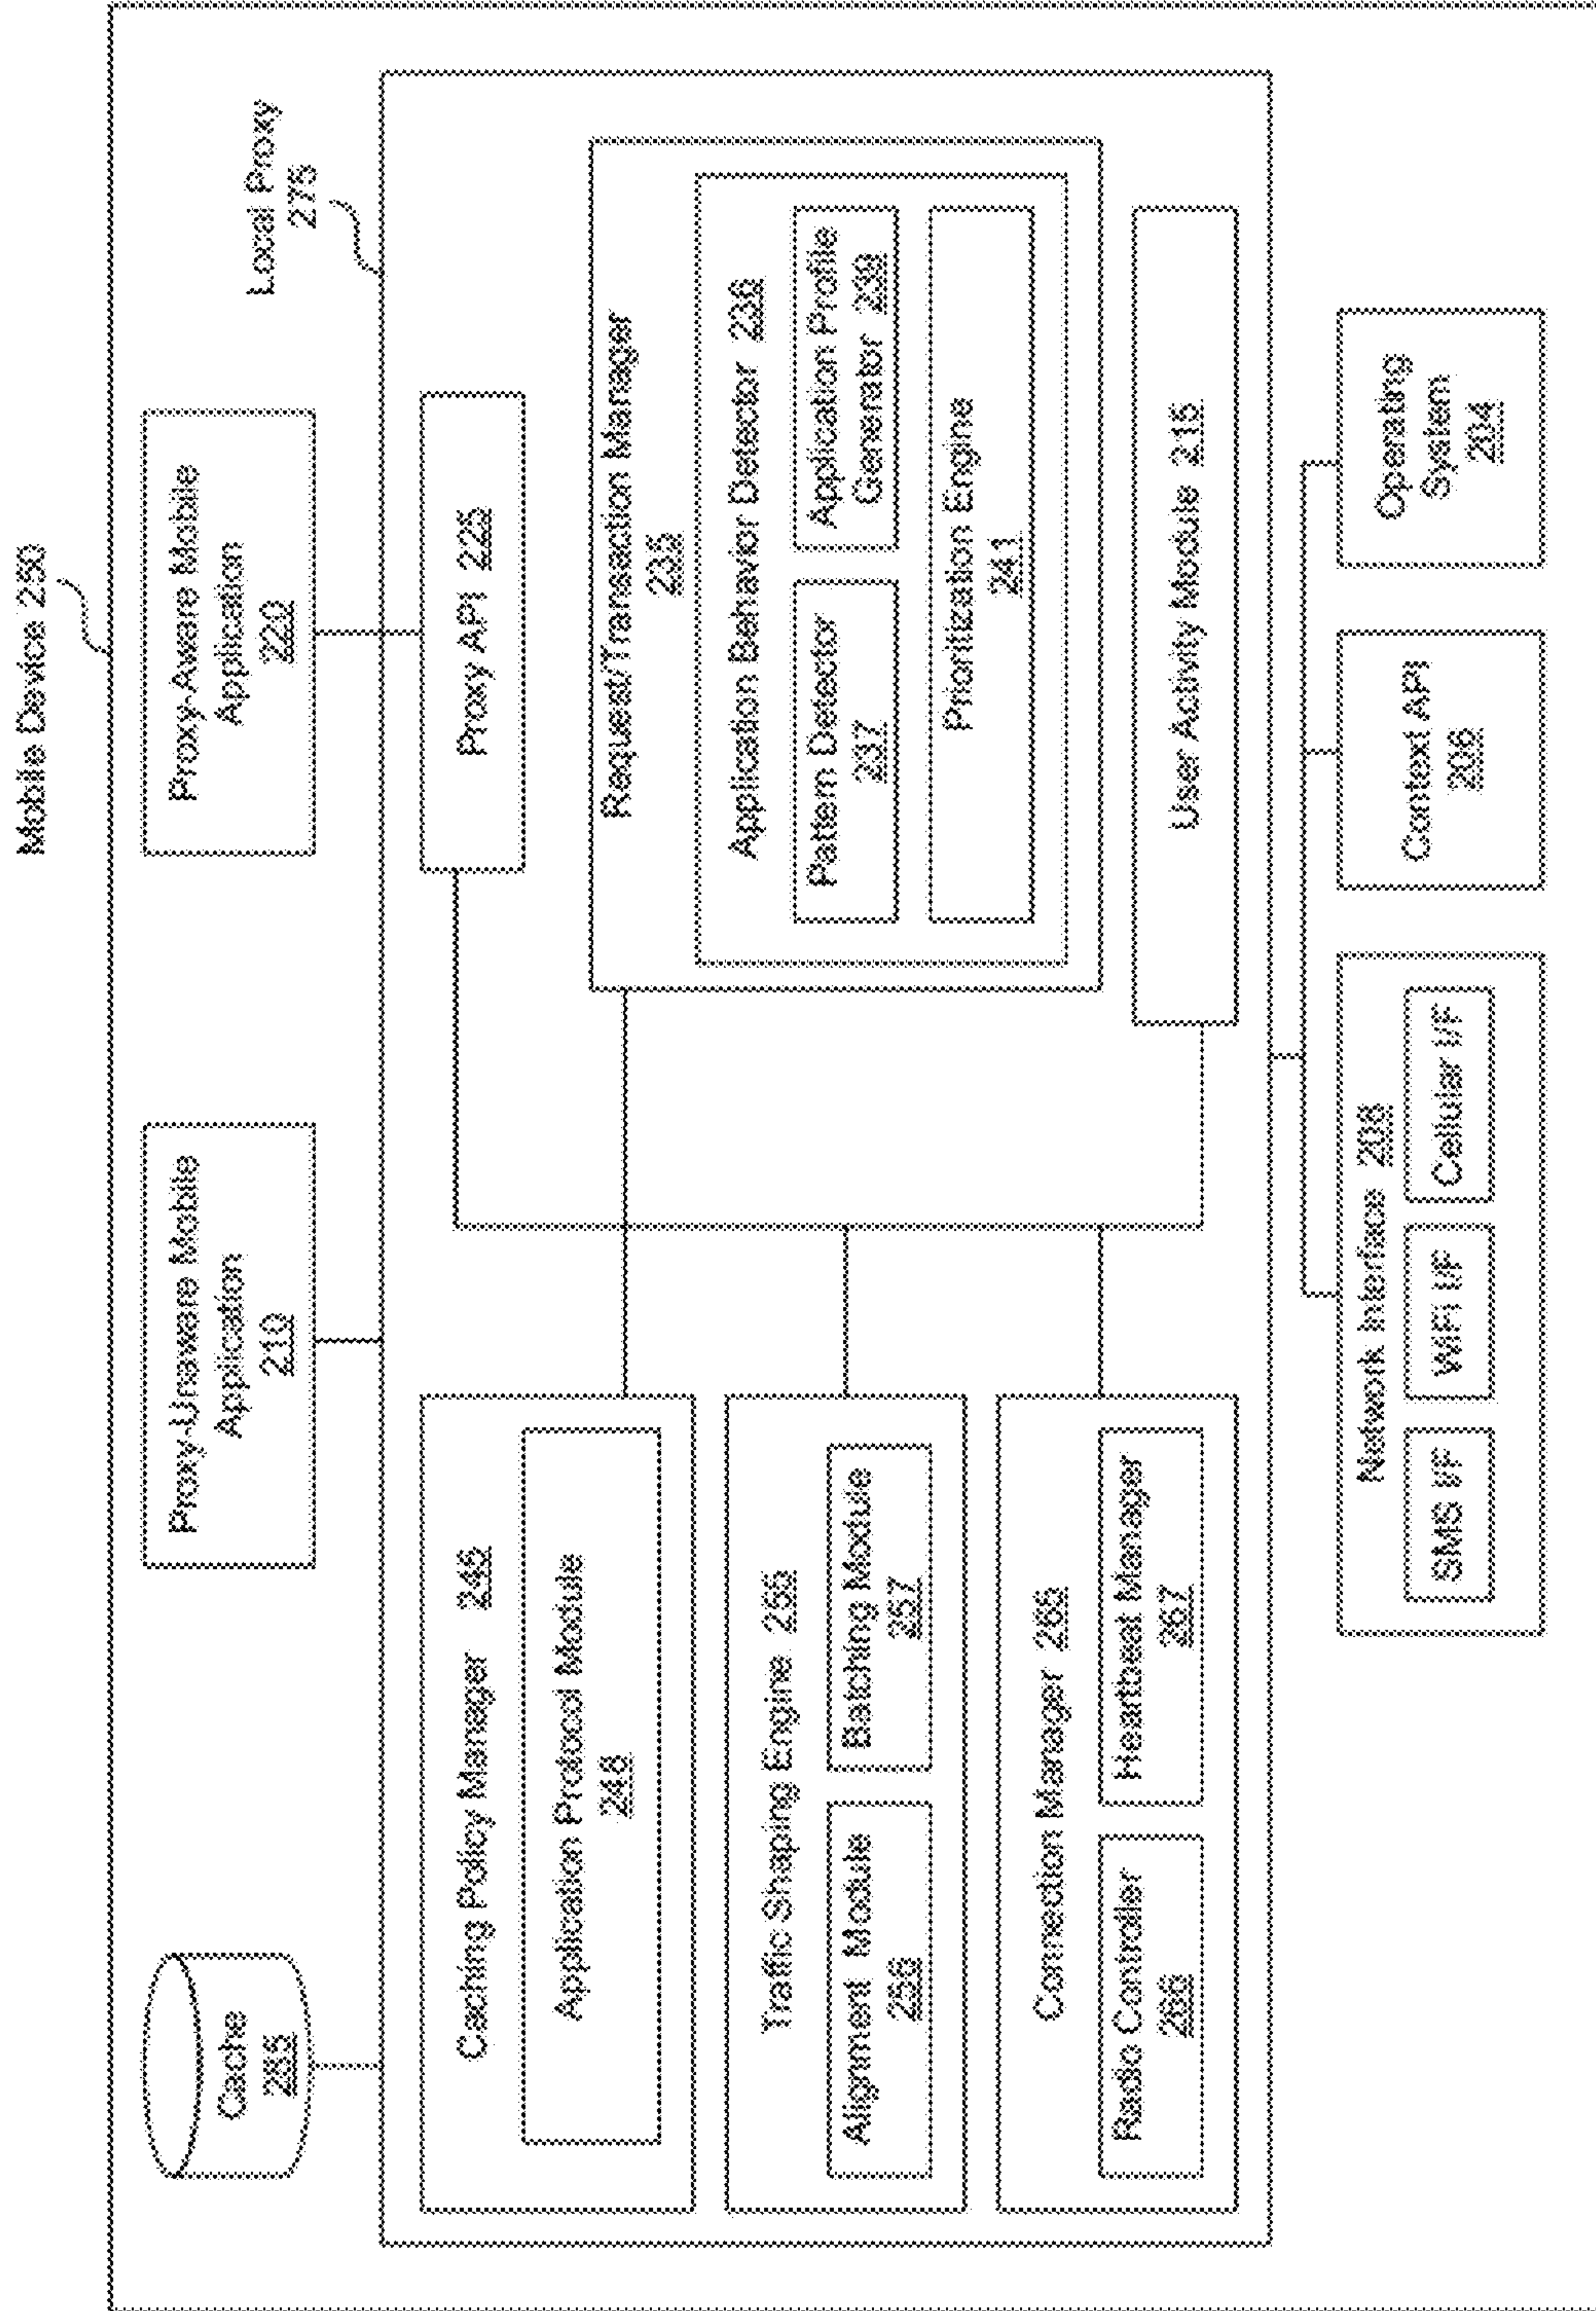 Mobile Device 250
Cache
285
Proxy-Unaware Mobile
Application
210
Proxy-Aware Mobile
Application
220
Local Proxy
275
Caching Policy Manager 245
Application Protocol Module
248
Traffic Shaping Engine 255
Alignment Module
256
Batching Module
257
Connection Manager 265
Radio Controller
266
Heartbeat Manager
267
Proxy API 225
Request/Transaction Manager
235
Application Behavior Detector 236
Pattern Detector
237
Application Profile
Generator 239
Prioritization Engine
241
User Activity Module 215
Network Interface 208
SMS I/F
WiFi I/F
Cellular I/F
Context API
206
Operating
System
204